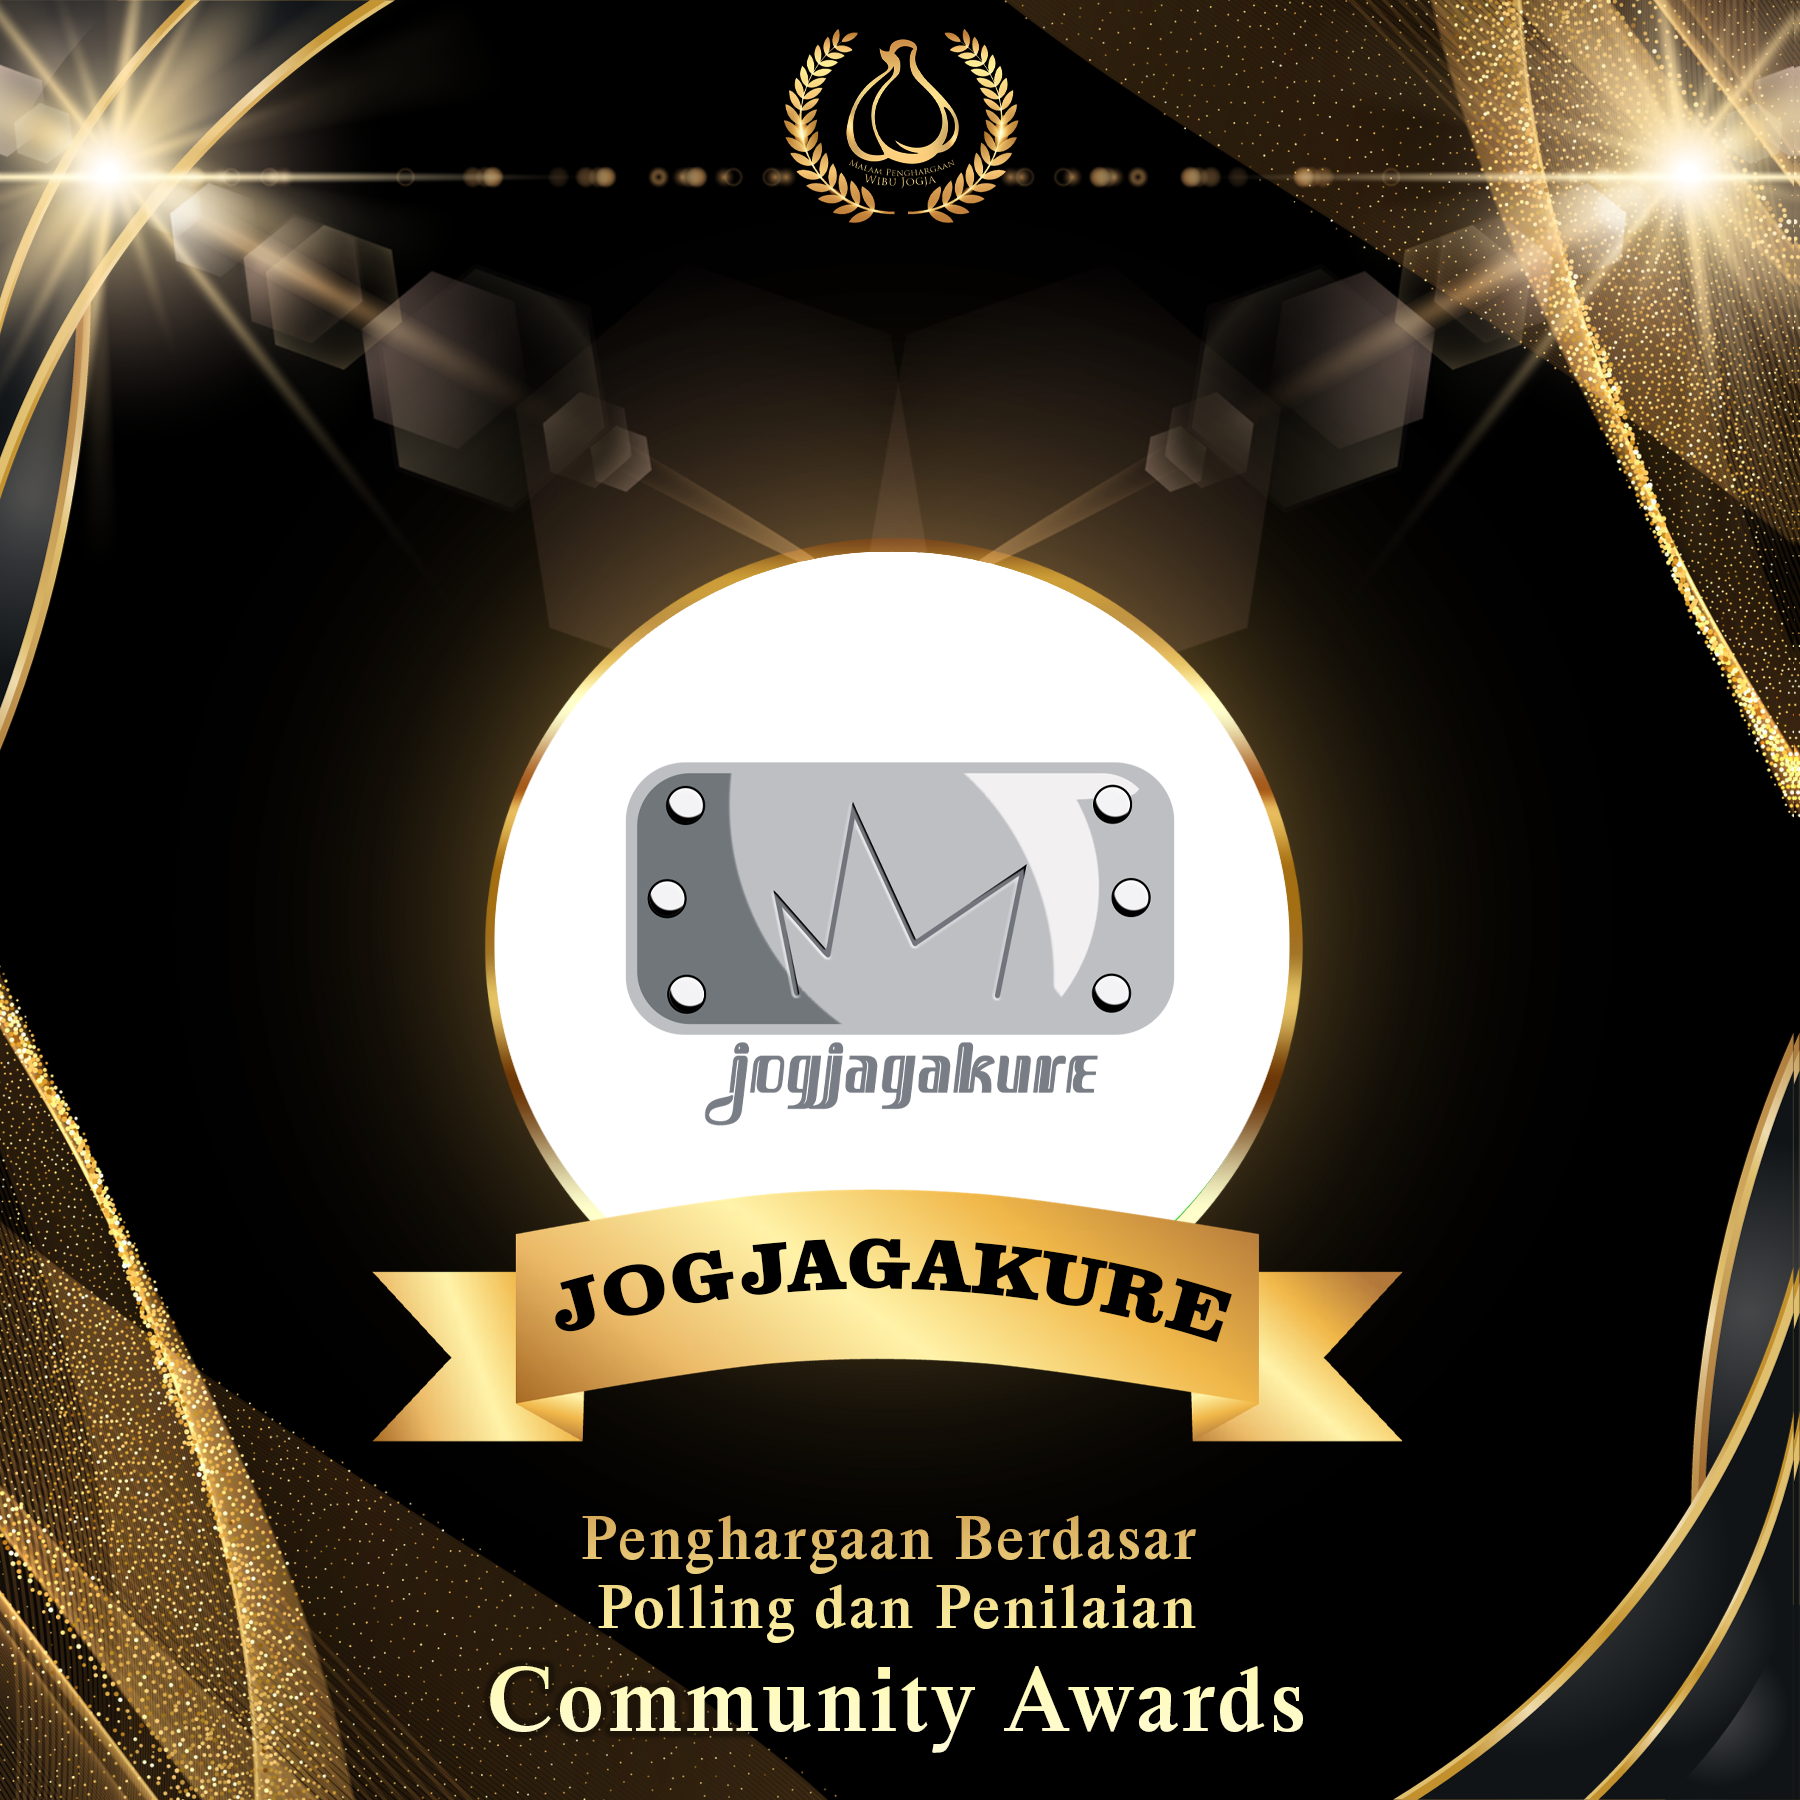 MALAM PENGHARGAAN
WIBU JOGJA
jogjagakure
JOGJAGAKURE
Penghargaan Berdasar
Polling dan Penilaian
Community Awards